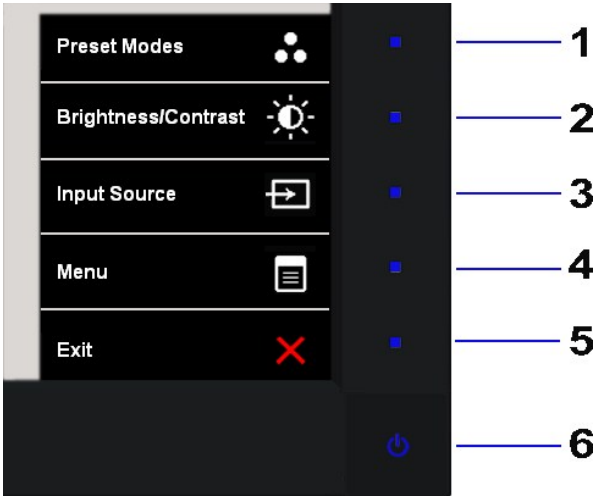 Preset Modes 1
Brightness/Contrast 2
Input Source 3
Menu 4
Exit 5
6